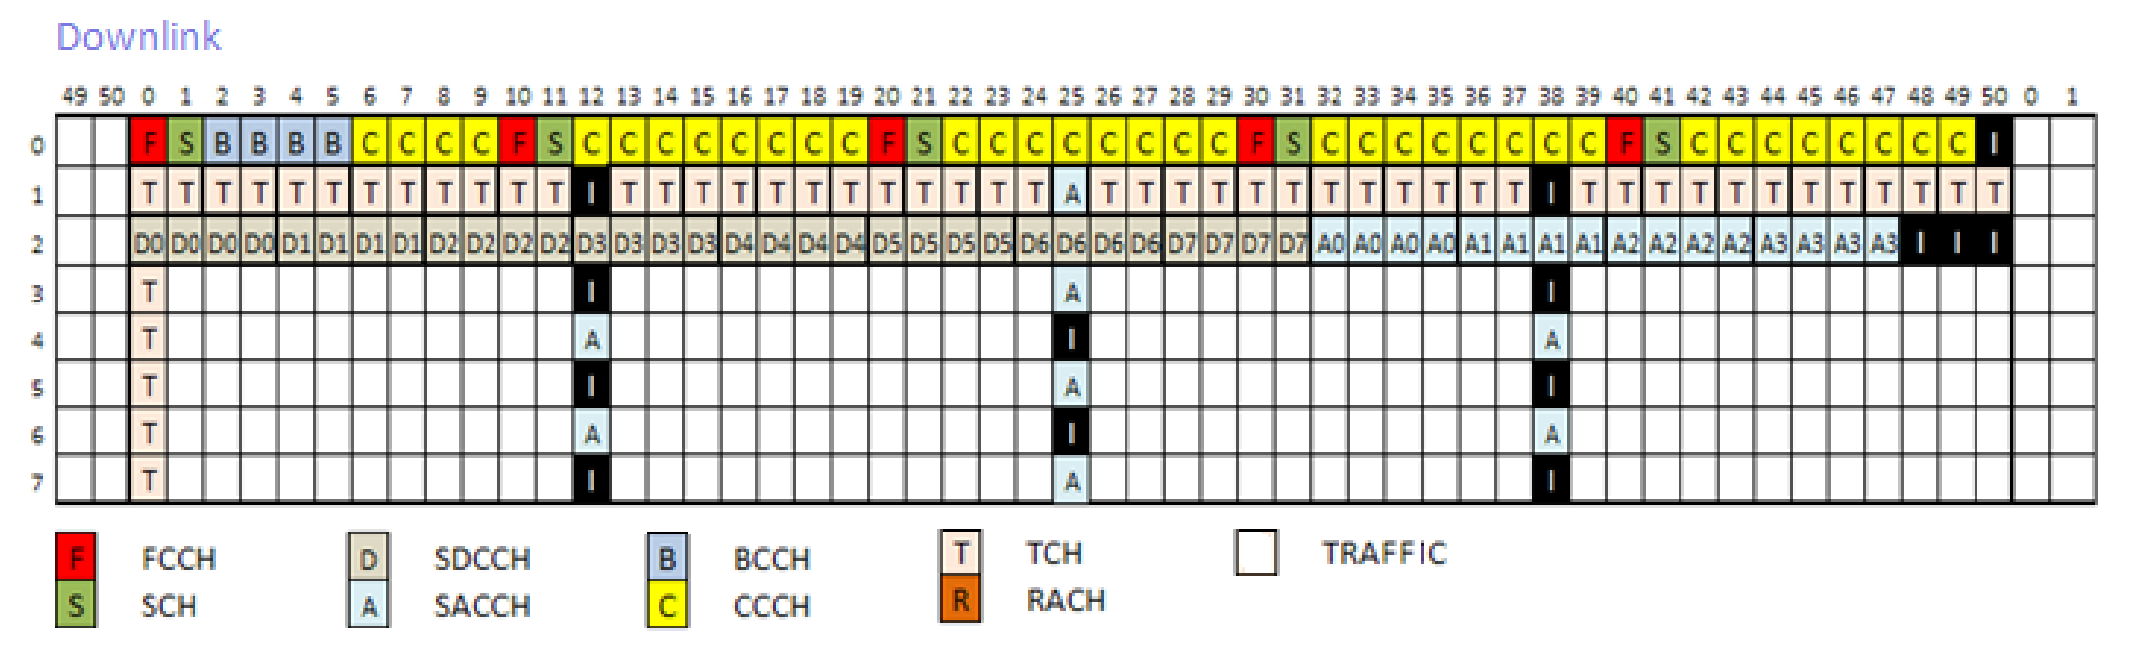 Downlink
49 50 0 1 2 3 4 5 6 7 8 9 10 11 12 13 14 15 16 17 18 19 20 21 22 23 24 25 26 27 28 29 30 31 32 33 34 35 36 37 38 39 40 41 42 43 44 45 46 47 48 49 50 0 1
0 F S B B B B C C C C F S C C C C C C C C F S C C C C C C C C F S C C C C C C C C F S C C C C C C C C I
1 T T T T T T T T T T T T I T T T T T T T T T T T T A T T T T T T T T T T T T I T T T T T T T T T T T T
2 D0 D0 D0 D0 D1 D1 D1 D1 D2 D2 D2 D2 D3 D3 D3 D3 D4 D4 D4 D4 D5 D5 D5 D5 D6 D6 D6 D6 D7 D7 D7 D7 A0 A0 A0 A0 A1 A1 A1 A1 A2 A2 A2 A2 A3 A3 A3 A3 I I I
3 T I A I
4 T A I A
5 T I A I
6 T A I A
7 T I A I
F FCCH D SDCCH B BCCH T TCH TRAFFIC
S SCH A SACCH C CCCH R RACH